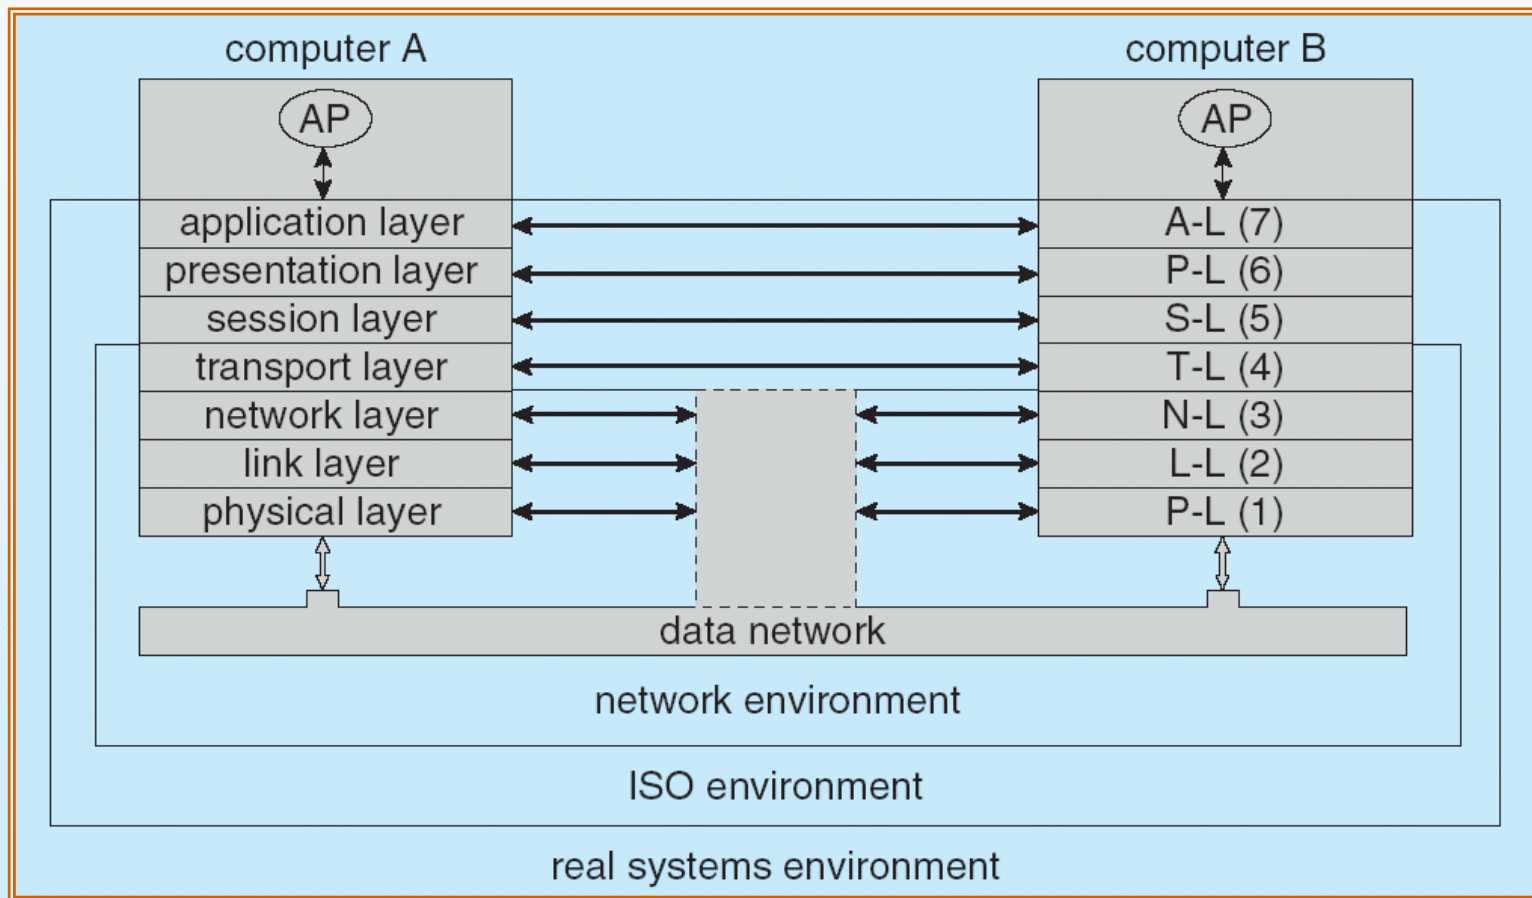 computer A
computer B
AP
AP
application layer
A-L (7)
presentation layer
P-L (6)
session layer
S-L (5)
transport layer
T-L (4)
network layer
N-L (3)
link layer
L-L (2)
physical layer
P-L (1)
data network
network environment
ISO environment
real systems environment